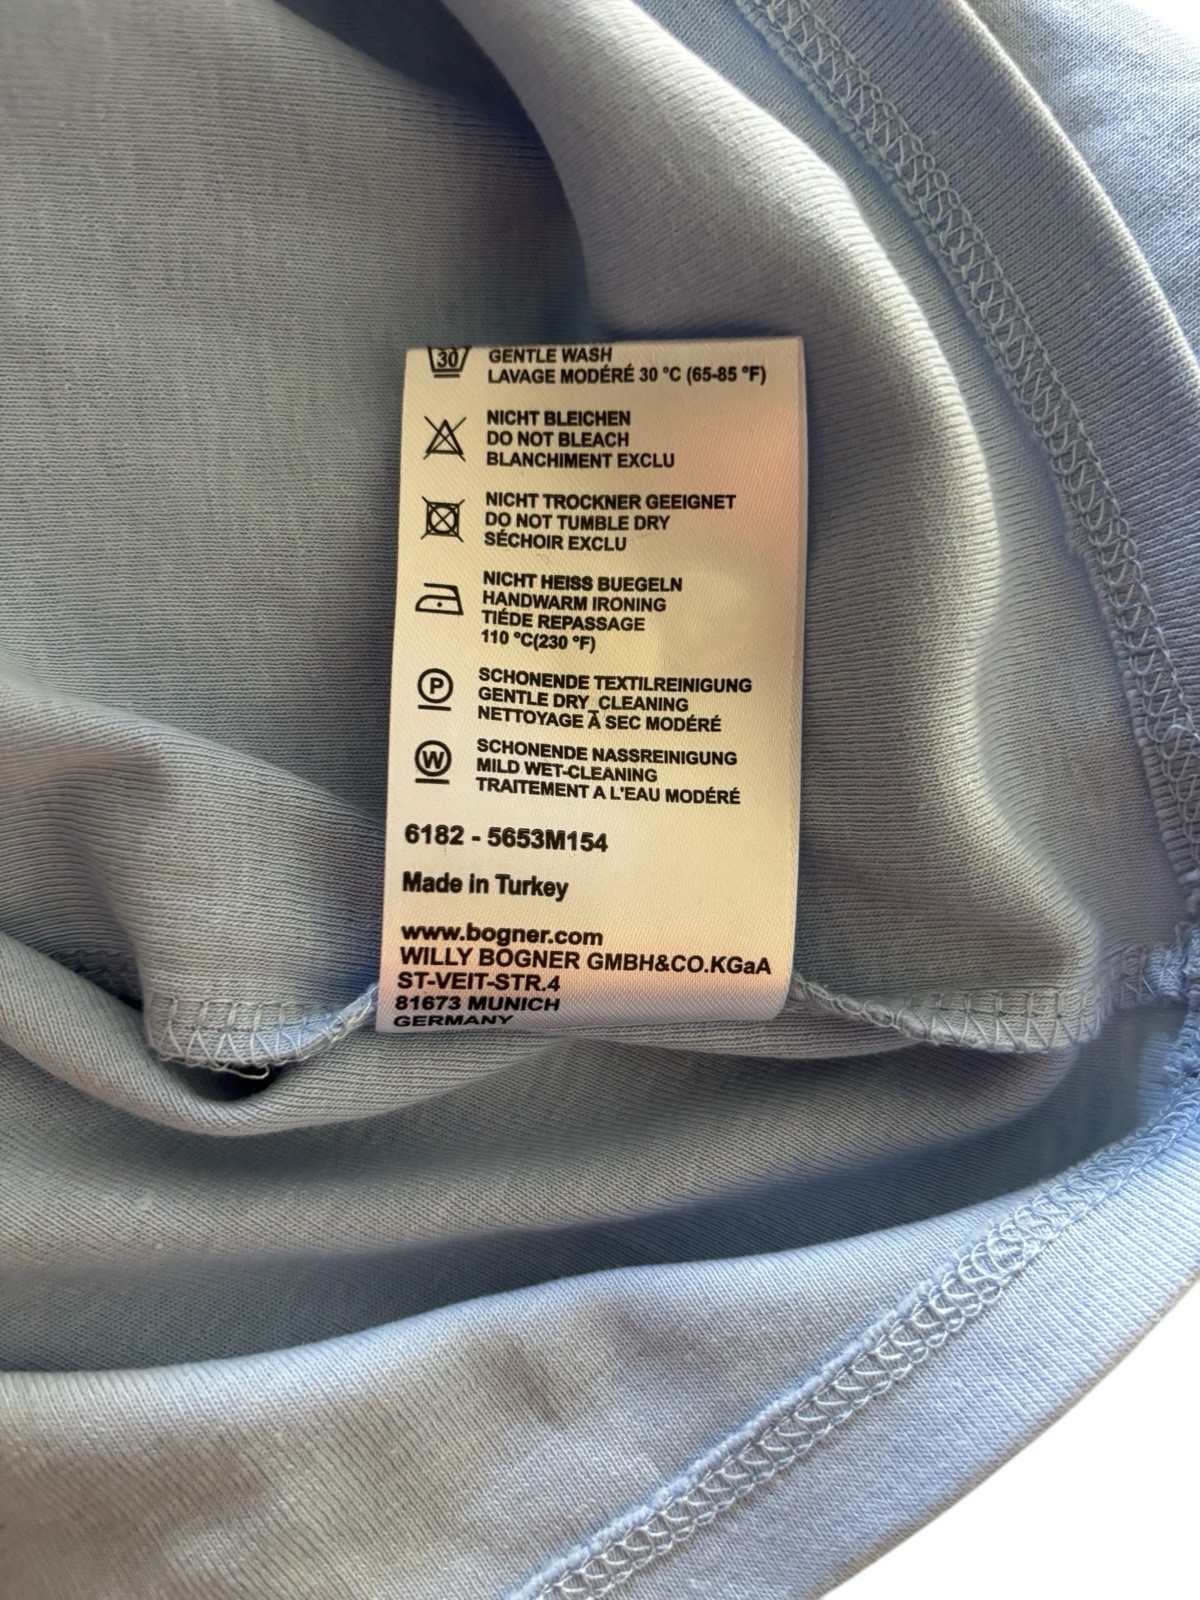 30
GENTLE WASH
LAVAGE MODÉRÉ 30 °C (65-85 °F)
NICHT BLEICHEN
DO NOT BLEACH
BLANCHIMENT EXCLU
NICHT TROCKNER GEEIGNET
DO NOT TUMBLE DRY
SÉCHOIR EXCLU
NICHT HEISS BUEGELN
HANDWARM IRONING
TIÉDE REPASSAGE
110 °C(230 °F)
P
SCHONENDE TEXTILREINIGUNG
GENTLE DRY CLEANING
NETTOYAGE À SEC MODÉRÉ
W
SCHONENDE NASSREINIGUNG
MILD WET-CLEANING
TRAITEMENT A L'EAU MODÉRÉ
6182 - 5653M154
Made in Turkey
www.bogner.com
WILLY BOGNER GMBH&CO.KGaA
ST-VEIT-STR.4
81673 MUNICH
GERMANY